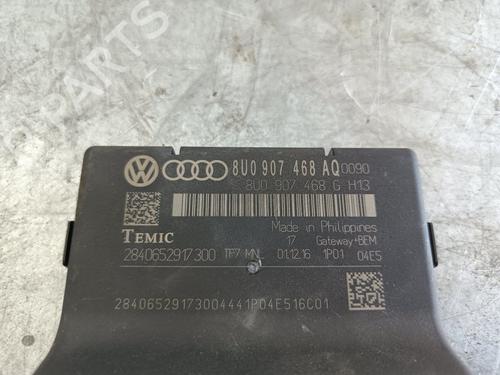 8U0 907 468 AQ 0090
8U0 907 468 G H13
Made in Philippines
TEMIC 17 Gateway+BEM
2840652917300 TF7 MNL 01.12.16 1P01 04E5
28406529173004441P04E516C01